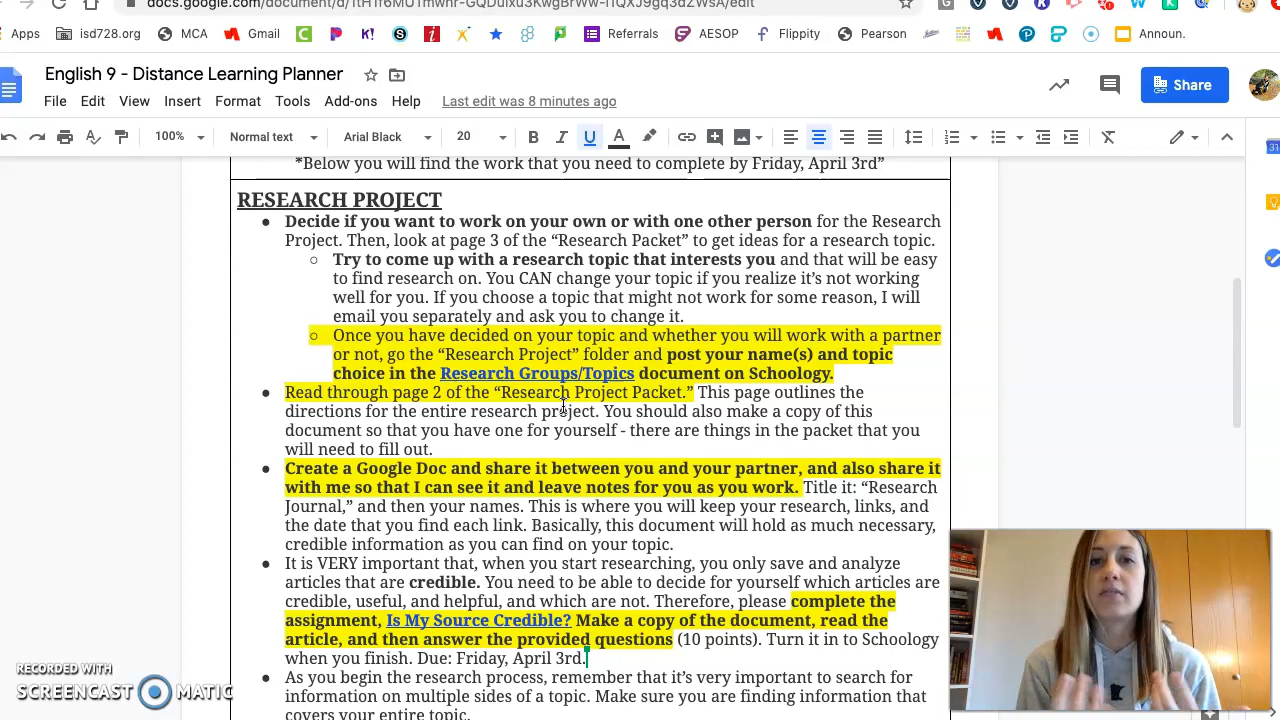 docs.google.com/document/d/1tH1f6MO1mwhr-GQDuixu3KwgBrWw-I1QXJ9gq3dZWsA/edit
Apps isd728.org MCA Gmail Referrals AESOP Flippity Pearson Announ.
English 9 - Distance Learning Planner
File Edit View Insert Format Tools Add-ons Help Last edit was 8 minutes ago
Share
100% Normal text Arial Black 20 B I U A
*Below you will find the work that you need to complete by Friday, April 3rd”
RESEARCH PROJECT
● Decide if you want to work on your own or with one other person for the Research
Project. Then, look at page 3 of the “Research Packet” to get ideas for a research topic.
○ Try to come up with a research topic that interests you and that will be easy
to find research on. You CAN change your topic if you realize it’s not working
well for you. If you choose a topic that might not work for some reason, I will
email you separately and ask you to change it.
○ Once you have decided on your topic and whether you will work with a partner
or not, go the “Research Project” folder and post your name(s) and topic
choice in the Research Groups/Topics document on Schoology.
● Read through page 2 of the “Research Project Packet.” This page outlines the
directions for the entire research project. You should also make a copy of this
document so that you have one for yourself - there are things in the packet that you
will need to fill out.
● Create a Google Doc and share it between you and your partner, and also share it
with me so that I can see it and leave notes for you as you work. Title it: “Research
Journal,” and then your names. This is where you will keep your research, links, and
the date that you find each link. Basically, this document will hold as much necessary,
credible information as you can find on your topic.
● It is VERY important that, when you start researching, you only save and analyze
articles that are credible. You need to be able to decide for yourself which articles are
credible, useful, and helpful, and which are not. Therefore, please complete the
assignment, Is My Source Credible? Make a copy of the document, read the
article, and then answer the provided questions (10 points). Turn it in to Schoology
when you finish. Due: Friday, April 3rd.
● As you begin the research process, remember that it’s very important to search for
information on multiple sides of a topic. Make sure you are finding information that
covers your entire topic.
RECORDED WITH
SCREENCAST MATIC